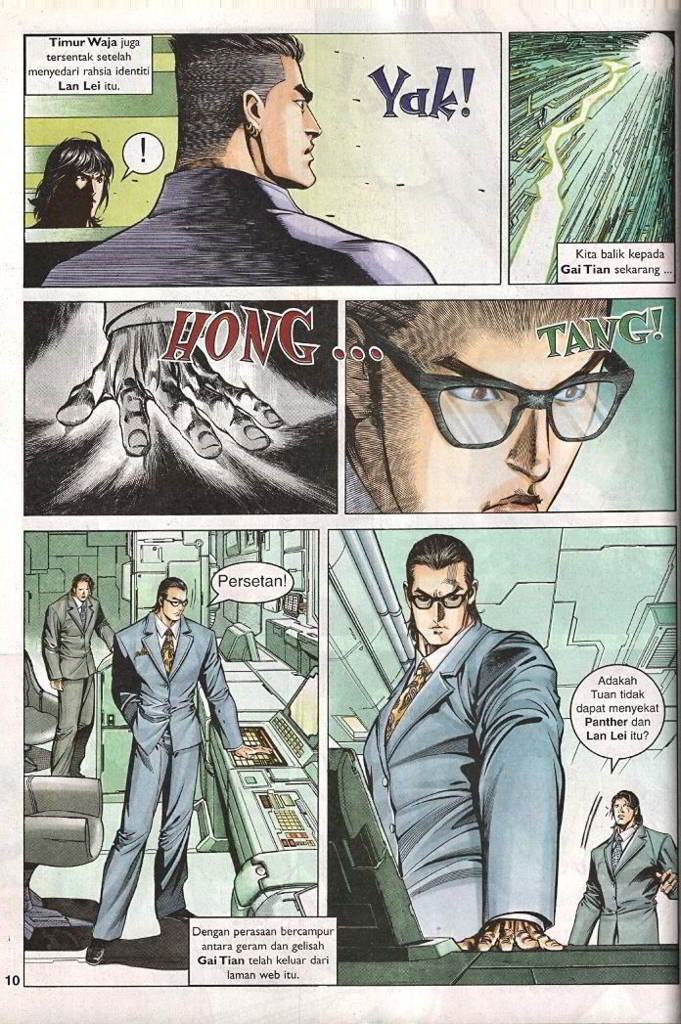 Timur Waja juga
tersentak setelah
menyedari rahsia identiti
Lan Lei itu.
!
Yak!
Kita balik kepada
Gai Tian sekarang ...
HONG ...
TANG!
Persetan!
Dengan perasaan bercampur
antara geram dan gelisah
Gai Tian telah keluar dari
laman web itu.
Adakah
Tuan tidak
dapat menyekat
Panther dan
Lan Lei itu?
10